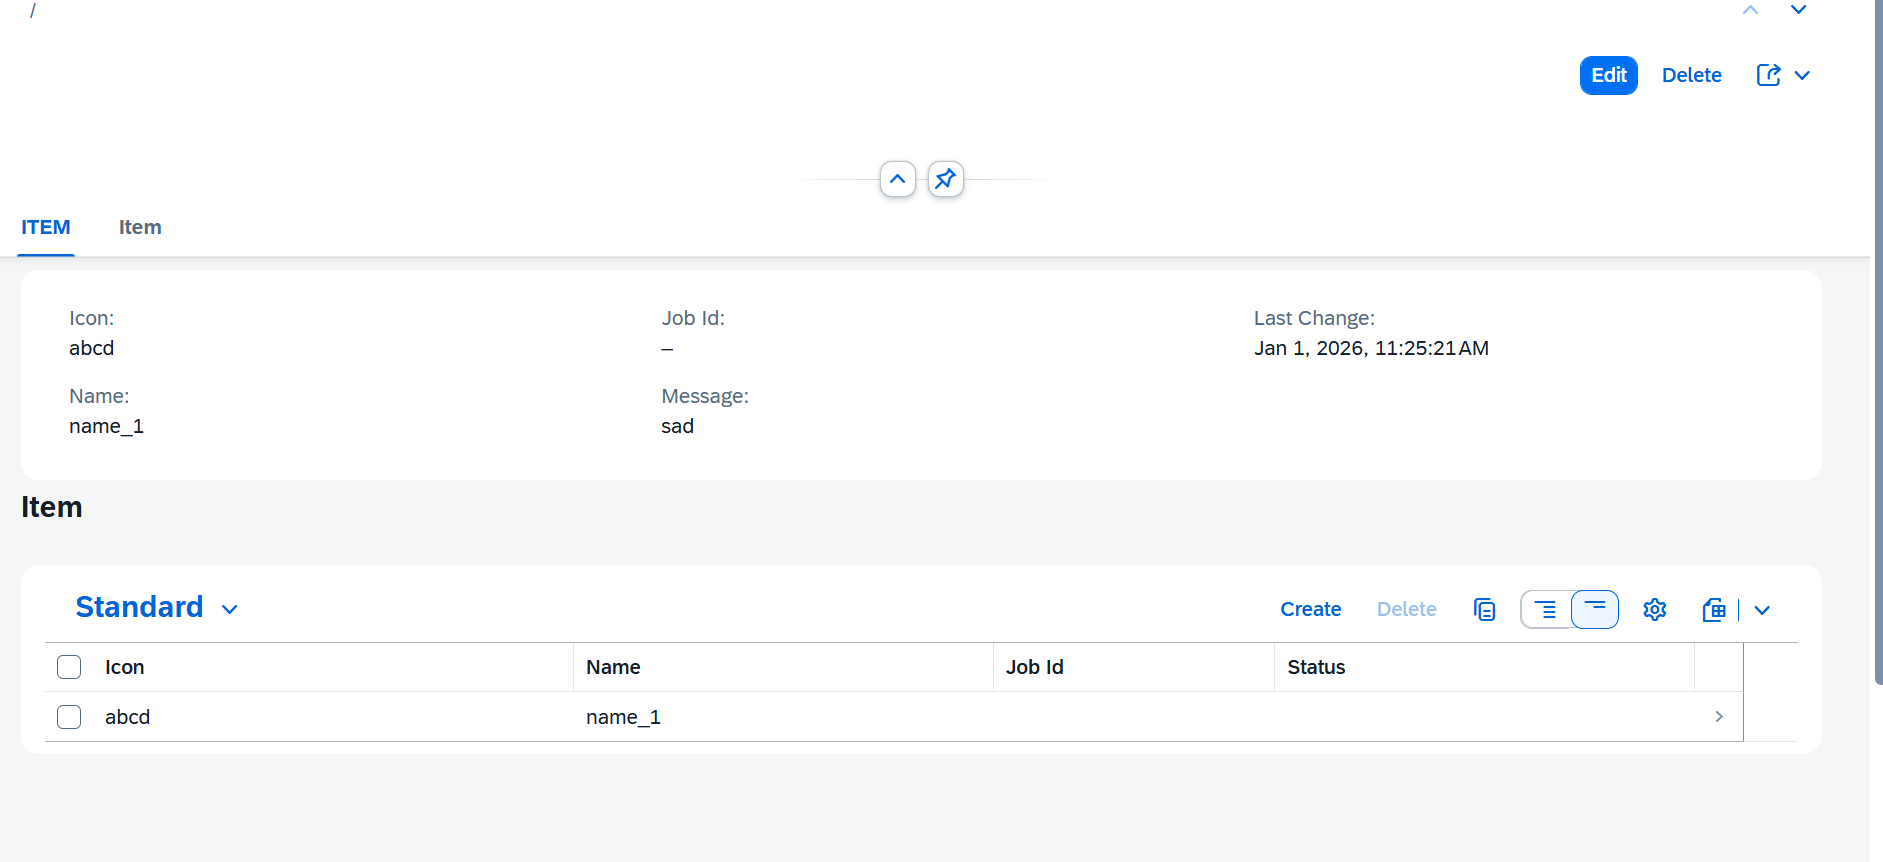 /
Edit Delete
ITEM Item
Icon: Job Id: Last Change:
abcd – Jan 1, 2026, 11:25:21 AM
Name: Message:
name_1 sad
Item
Standard Create Delete
Icon Name Job Id Status
abcd name_1